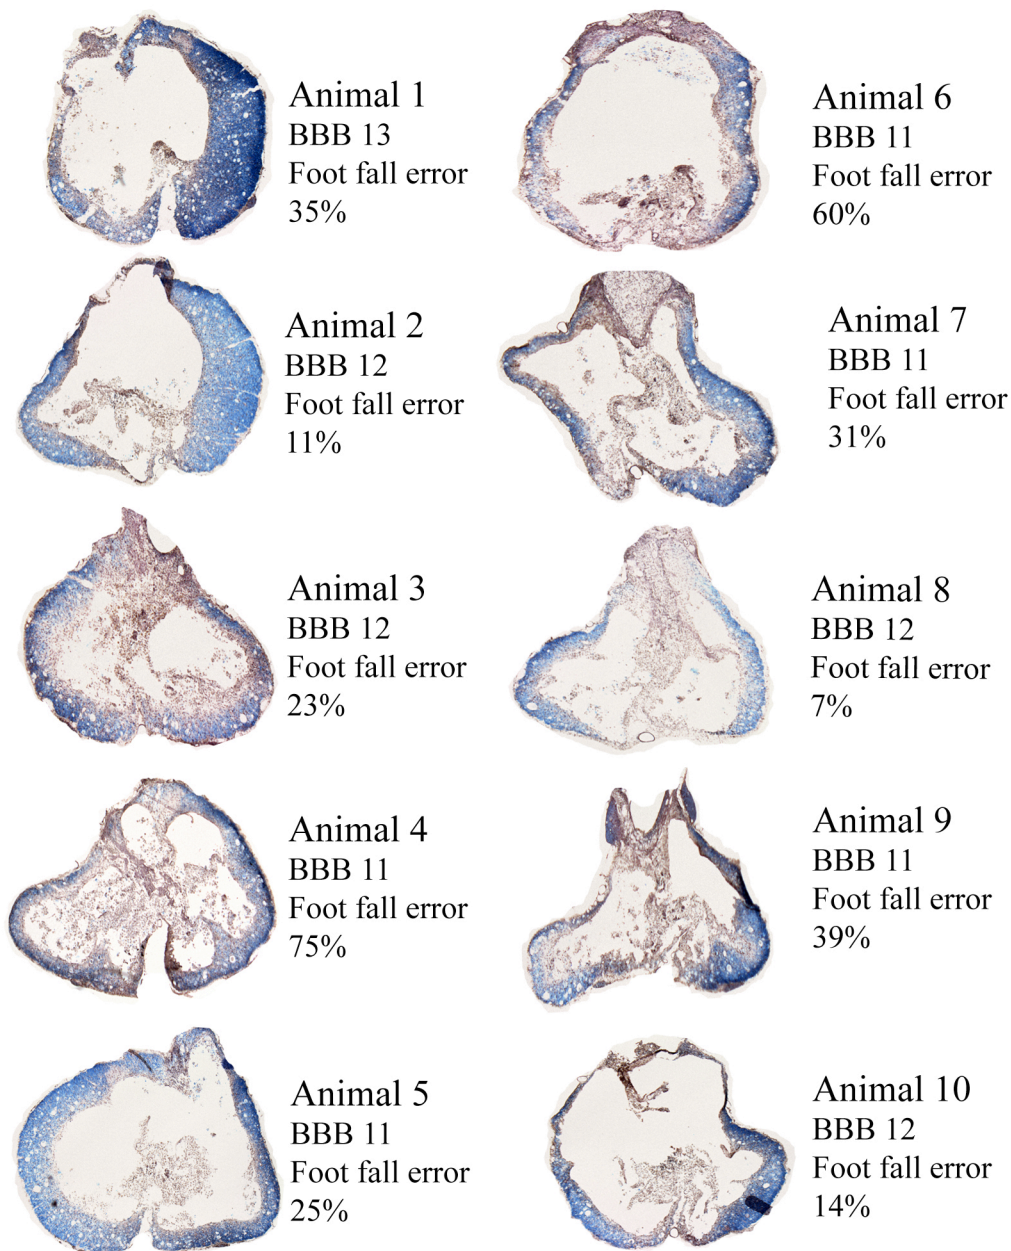 Animal 1
BBB 13
Foot fall error
35%
Animal 2
BBB 12
Foot fall error
11%
Animal 3
BBB 12
Foot fall error
23%
Animal 4
BBB 11
Foot fall error
75%
Animal 5
BBB 11
Foot fall error
25%
Animal 6
BBB 11
Foot fall error
60%
Animal 7
BBB 11
Foot fall error
31%
Animal 8
BBB 12
Foot fall error
7%
Animal 9
BBB 11
Foot fall error
39%
Animal 10
BBB 12
Foot fall error
14%